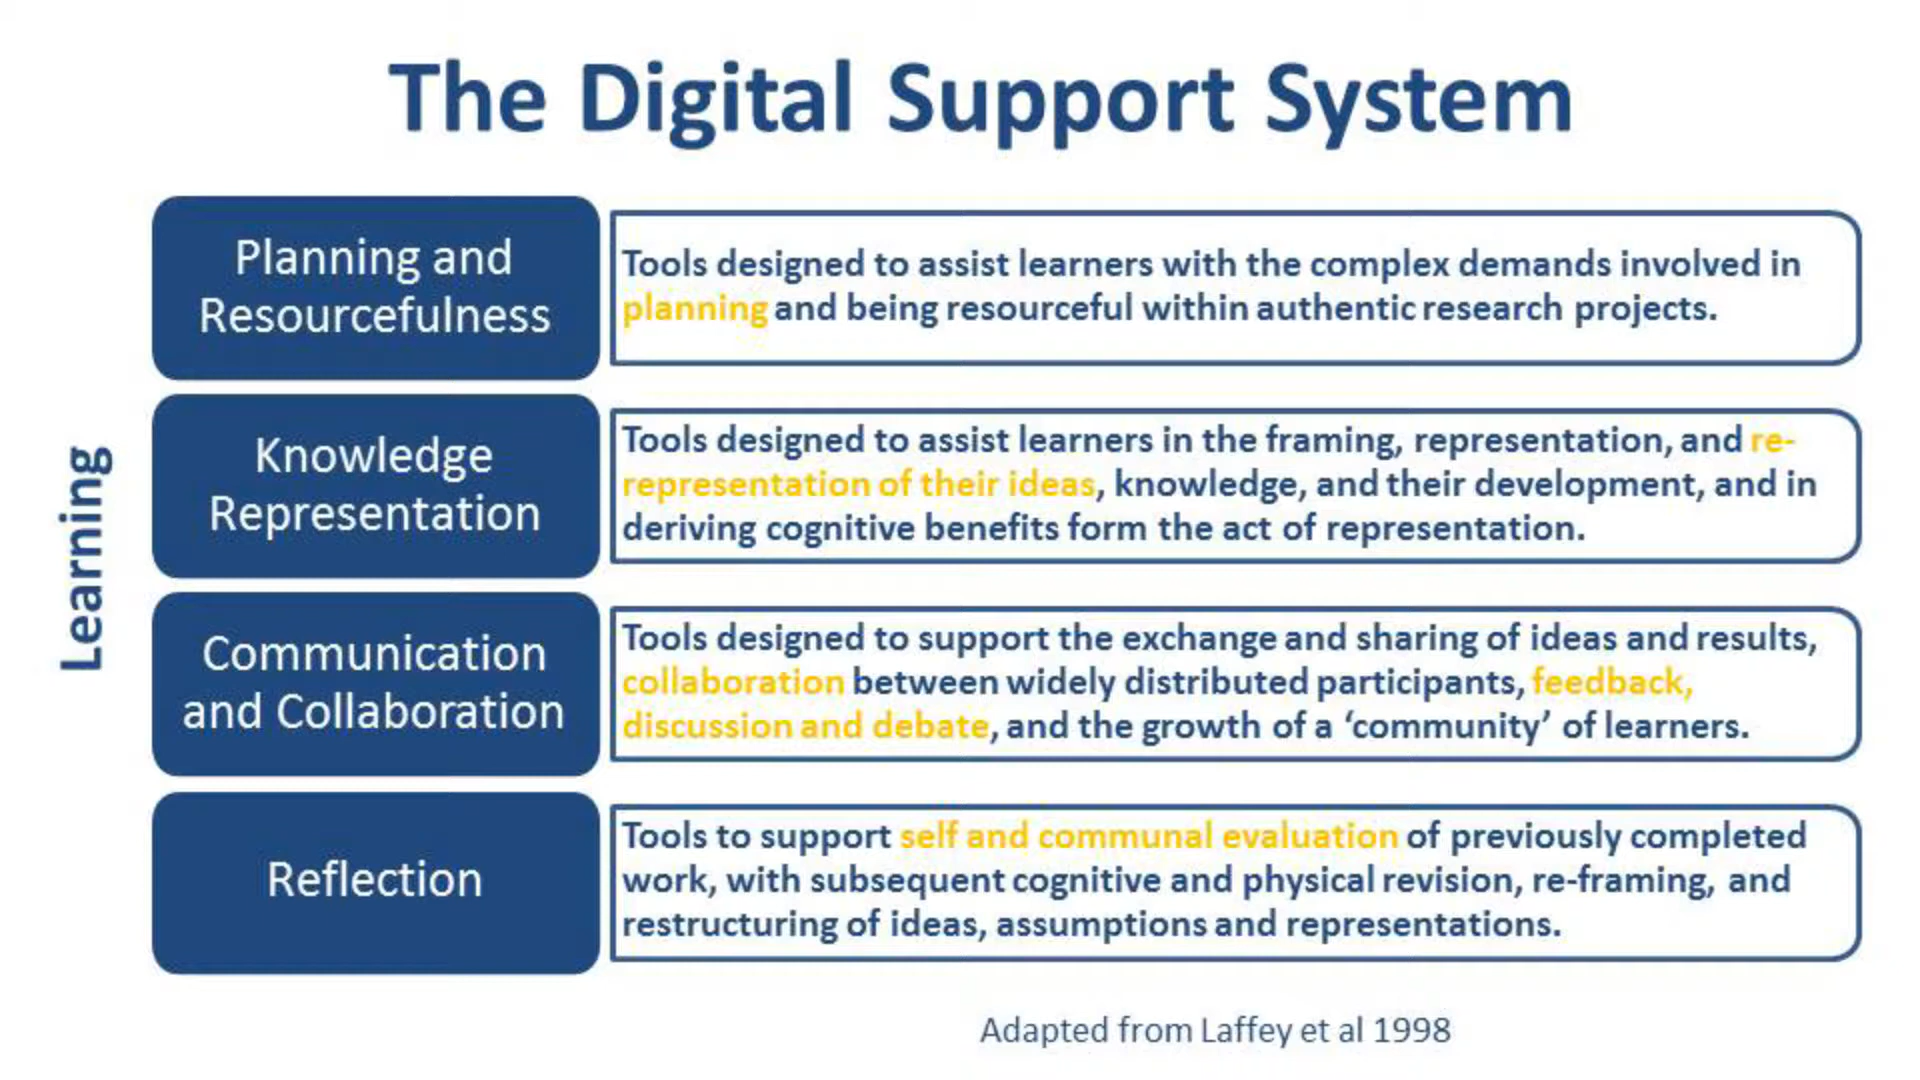 The Digital Support System
Learning
Planning and
Resourcefulness
Tools designed to assist learners with the complex demands involved in
planning and being resourceful within authentic research projects.
Knowledge
Representation
Tools designed to assist learners in the framing, representation, and re-
representation of their ideas, knowledge, and their development, and in
deriving cognitive benefits form the act of representation.
Communication
and Collaboration
Tools designed to support the exchange and sharing of ideas and results,
collaboration between widely distributed participants, feedback,
discussion and debate, and the growth of a ‘community’ of learners.
Reflection
Tools to support self and communal evaluation of previously completed
work, with subsequent cognitive and physical revision, re-framing, and
restructuring of ideas, assumptions and representations.
Adapted from Laffey et al 1998